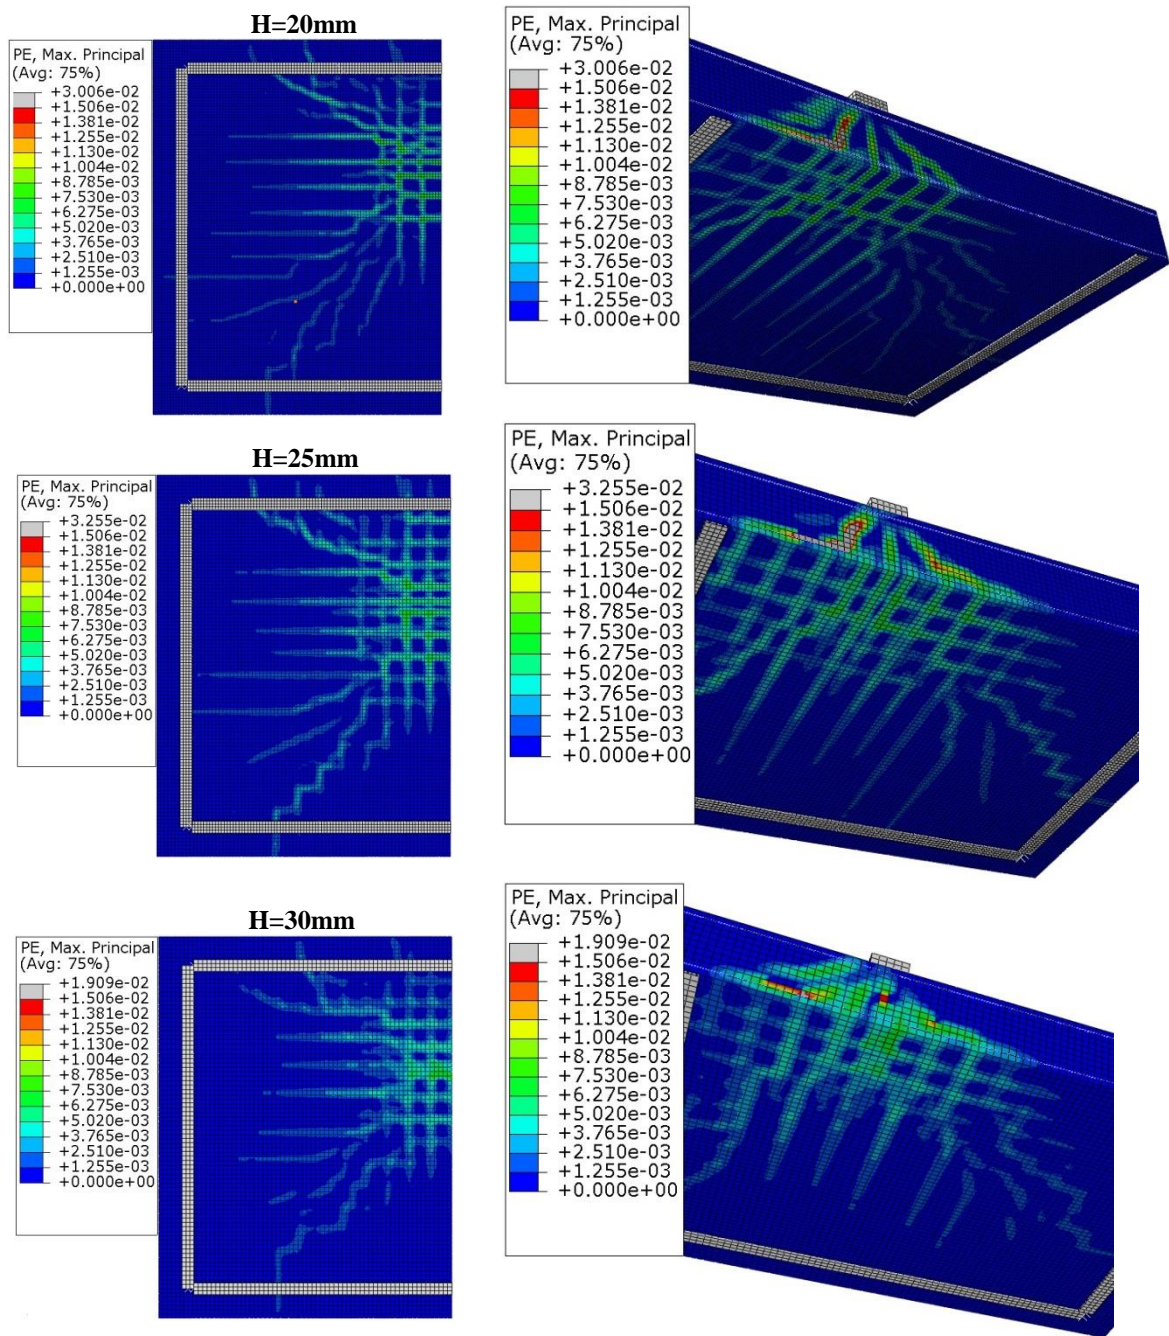 H=20mm
PE, Max. Principal
(Avg: 75%)
+3.006e-02
+1.506e-02
+1.381e-02
+1.255e-02
+1.130e-02
+1.004e-02
+8.785e-03
+7.530e-03
+6.275e-03
+5.020e-03
+3.765e-03
+2.510e-03
+1.255e-03
+0.000e+00
PE, Max. Principal
(Avg: 75%)
+3.006e-02
+1.506e-02
+1.381e-02
+1.255e-02
+1.130e-02
+1.004e-02
+8.785e-03
+7.530e-03
+6.275e-03
+5.020e-03
+3.765e-03
+2.510e-03
+1.255e-03
+0.000e+00
H=25mm
PE, Max. Principal
(Avg: 75%)
+3.255e-02
+1.506e-02
+1.381e-02
+1.255e-02
+1.130e-02
+1.004e-02
+8.785e-03
+7.530e-03
+6.275e-03
+5.020e-03
+3.765e-03
+2.510e-03
+1.255e-03
+0.000e+00
PE, Max. Principal
(Avg: 75%)
+3.255e-02
+1.506e-02
+1.381e-02
+1.255e-02
+1.130e-02
+1.004e-02
+8.785e-03
+7.530e-03
+6.275e-03
+5.020e-03
+3.765e-03
+2.510e-03
+1.255e-03
+0.000e+00
H=30mm
PE, Max. Principal
(Avg: 75%)
+1.909e-02
+1.506e-02
+1.381e-02
+1.255e-02
+1.130e-02
+1.004e-02
+8.785e-03
+7.530e-03
+6.275e-03
+5.020e-03
+3.765e-03
+2.510e-03
+1.255e-03
+0.000e+00
PE, Max. Principal
(Avg: 75%)
+1.909e-02
+1.506e-02
+1.381e-02
+1.255e-02
+1.130e-02
+1.004e-02
+8.785e-03
+7.530e-03
+6.275e-03
+5.020e-03
+3.765e-03
+2.510e-03
+1.255e-03
+0.000e+00